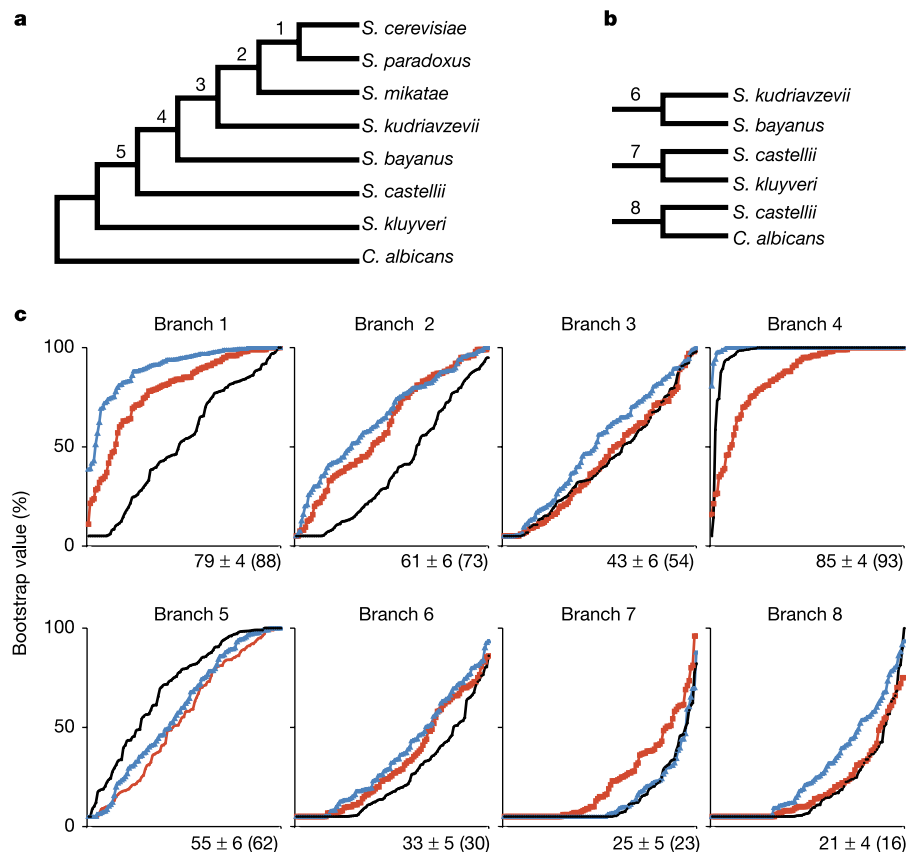 a
1
2
3
4
5
S. cerevisiae
S. paradoxus
S. mikatae
S. kudriavzevii
S. bayanus
S. castellii
S. kluyveri
C. albicans
b
6
S. kudriavzevii
S. bayanus
7
S. castellii
S. kluyveri
8
S. castellii
C. albicans
c
Bootstrap value (%)
Branch 1
Branch 2
Branch 3
Branch 4
100
50
0
79 ± 4 (88)
61 ± 6 (73)
43 ± 6 (54)
85 ± 4 (93)
Branch 5
Branch 6
Branch 7
Branch 8
100
50
0
55 ± 6 (62)
33 ± 5 (30)
25 ± 5 (23)
21 ± 4 (16)